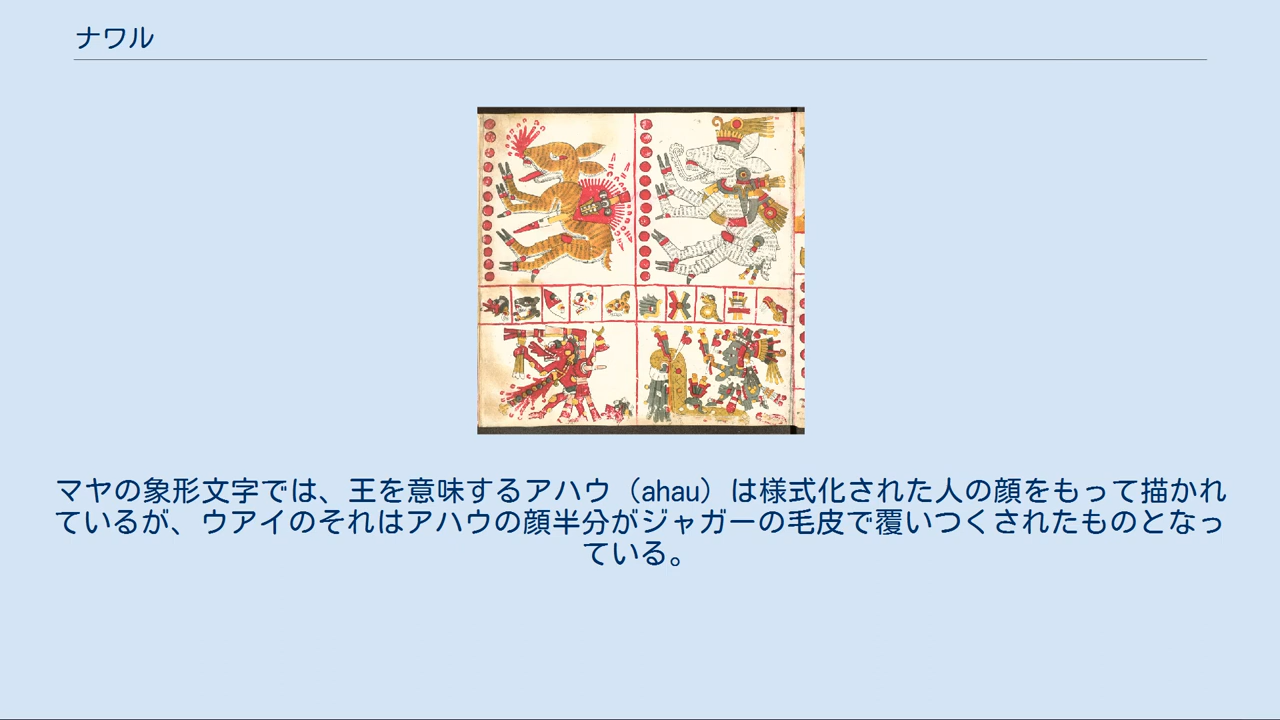 ナワル
マヤの象形文字では、王を意味するアハウ（ahau）は様式化された人の顔をもって描かれ
ているが、ウアイのそれはアハウの顔半分がジャガーの毛皮で覆いつくされたものとなっ
ている。